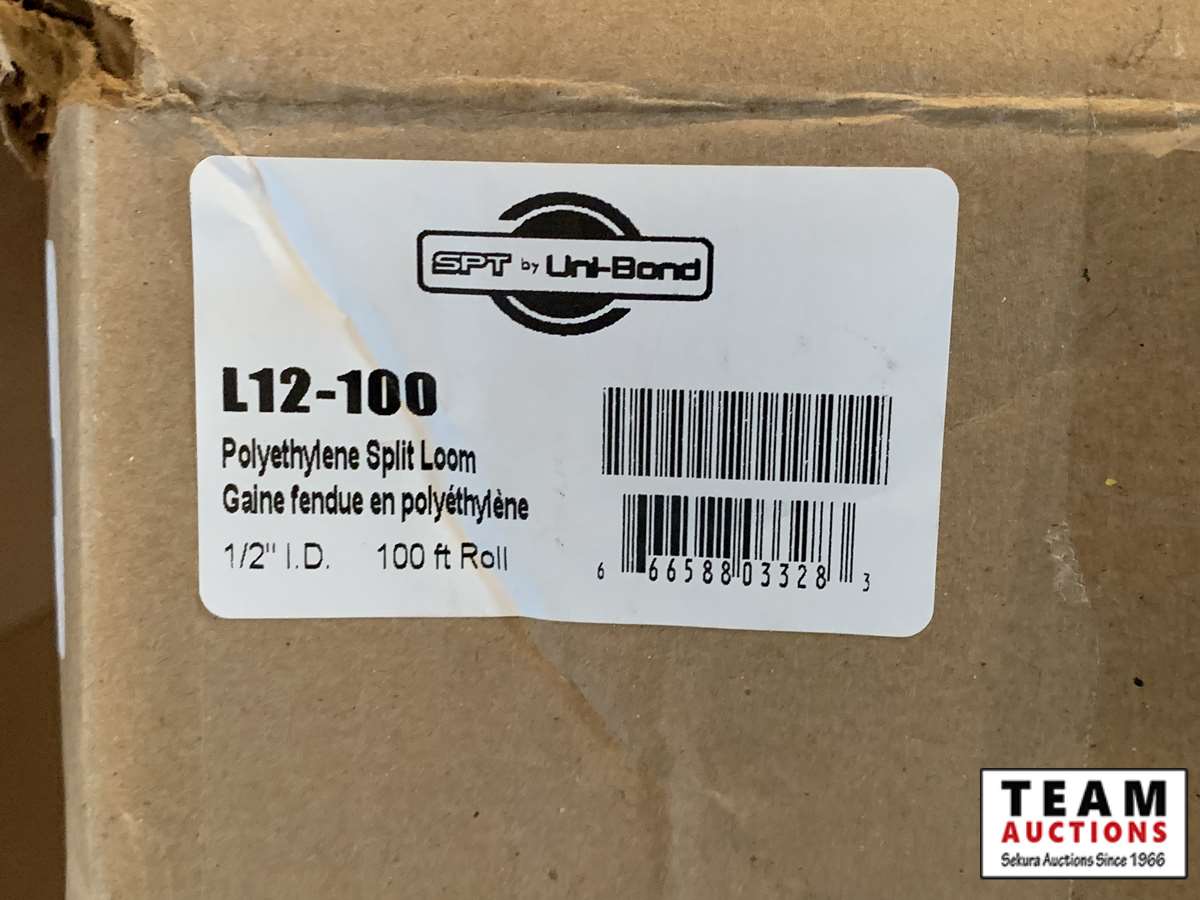 SPT by Uni-Bond
L12-100
Polyethylene Split Loom
Gaine fendue en polyéthylène
1/2" I.D. 100 ft Roll
6 66588 03328 3
TEAM
AUCTIONS
Sekura Auctions Since 1966